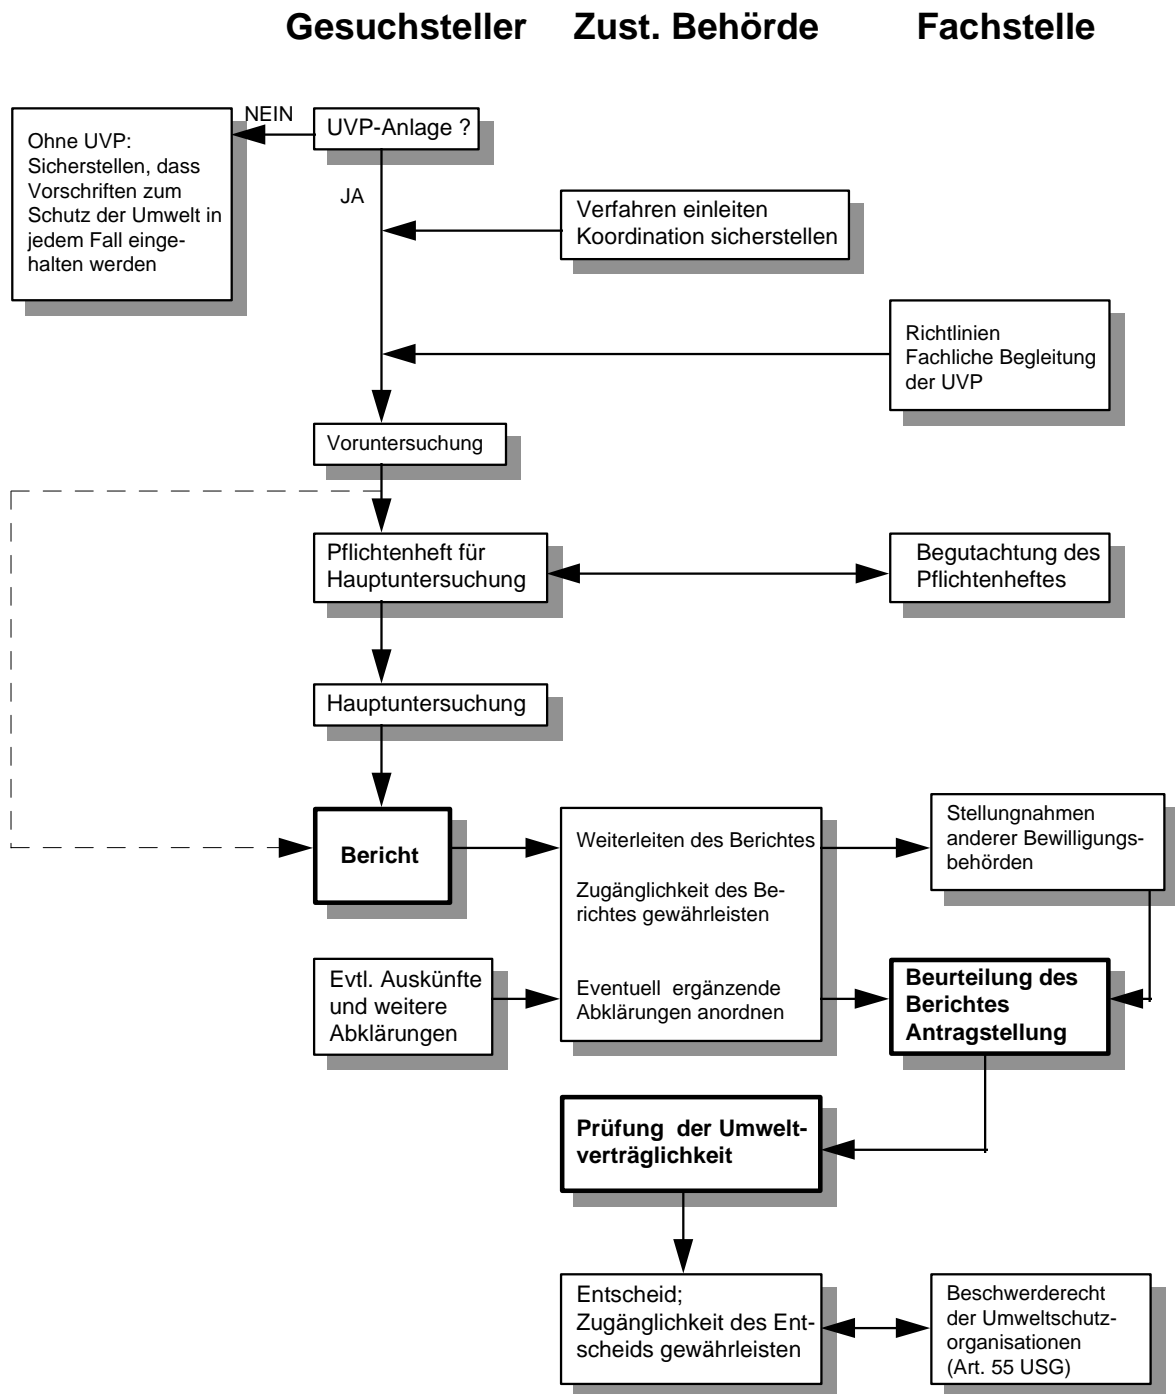 Gesuchsteller Zust. Behörde Fachstelle
NEIN
UVP-Anlage ?
Ohne UVP:
Sicherstellen, dass
Vorschriften zum
Schutz der Umwelt in
jedem Fall einge-
halten werden
JA
Verfahren einleiten
Koordination sicherstellen
Richtlinien
Fachliche Begleitung
der UVP
Voruntersuchung
Pflichtenheft für
Hauptuntersuchung
Begutachtung des
Pflichtenheftes
Hauptuntersuchung
Bericht
Weiterleiten des Berichtes
Zugänglichkeit des Be-
richtes gewährleisten
Eventuell ergänzende
Abklärungen anordnen
Stellungnahmen
anderer Bewilligungs-
behörden
Evtl. Auskünfte
und weitere
Abklärungen
Beurteilung des
Berichtes
Antragstellung
Prüfung der Umwelt-
verträglichkeit
Entscheid;
Zugänglichkeit des Ent-
scheids gewährleisten
Beschwerderecht
der Umweltschutz-
organisationen
(Art. 55 USG)